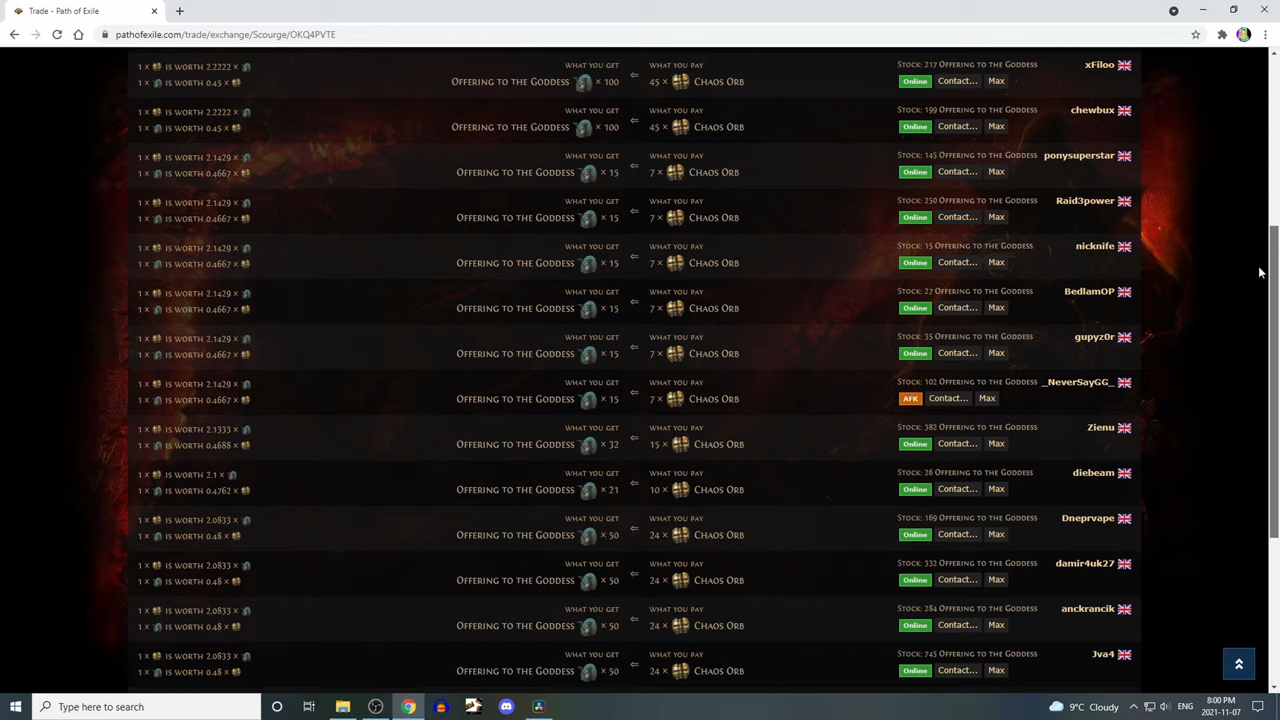 Trade - Path of Exile
pathofexile.com/trade/exchange/Scourge/OKQ4PVTE
1 × is worth 2.2222 ×
1 × is worth 0.45 ×
What you get
Offering to the Goddess × 100
What you pay
45 × Chaos Orb
Stock: 217 Offering to the Goddess
xFiloo
Online Contact... Max
1 × is worth 2.2222 ×
1 × is worth 0.45 ×
What you get
Offering to the Goddess × 100
What you pay
45 × Chaos Orb
Stock: 199 Offering to the Goddess
chewbux
Online Contact... Max
1 × is worth 2.1429 ×
1 × is worth 0.4667 ×
What you get
Offering to the Goddess × 15
What you pay
7 × Chaos Orb
Stock: 145 Offering to the Goddess
ponysuperstar
Online Contact... Max
1 × is worth 2.1429 ×
1 × is worth 0.4667 ×
What you get
Offering to the Goddess × 15
What you pay
7 × Chaos Orb
Stock: 250 Offering to the Goddess
Raid3power
Online Contact... Max
1 × is worth 2.1429 ×
1 × is worth 0.4667 ×
What you get
Offering to the Goddess × 15
What you pay
7 × Chaos Orb
Stock: 15 Offering to the Goddess
nicknife
Online Contact... Max
1 × is worth 2.1429 ×
1 × is worth 0.4667 ×
What you get
Offering to the Goddess × 15
What you pay
7 × Chaos Orb
Stock: 27 Offering to the Goddess
BedlamOP
Online Contact... Max
1 × is worth 2.1429 ×
1 × is worth 0.4667 ×
What you get
Offering to the Goddess × 15
What you pay
7 × Chaos Orb
Stock: 35 Offering to the Goddess
gupyz0r
Online Contact... Max
1 × is worth 2.1429 ×
1 × is worth 0.4667 ×
What you get
Offering to the Goddess × 15
What you pay
7 × Chaos Orb
Stock: 102 Offering to the Goddess
_NeverSayGG_
AFK Contact... Max
1 × is worth 2.1333 ×
1 × is worth 0.4688 ×
What you get
Offering to the Goddess × 32
What you pay
15 × Chaos Orb
Stock: 382 Offering to the Goddess
Zienu
Online Contact... Max
1 × is worth 2.1 ×
1 × is worth 0.4762 ×
What you get
Offering to the Goddess × 21
What you pay
10 × Chaos Orb
Stock: 26 Offering to the Goddess
diebeam
Online Contact... Max
1 × is worth 2.0833 ×
1 × is worth 0.48 ×
What you get
Offering to the Goddess × 50
What you pay
24 × Chaos Orb
Stock: 169 Offering to the Goddess
Dneprvape
Online Contact... Max
1 × is worth 2.0833 ×
1 × is worth 0.48 ×
What you get
Offering to the Goddess × 50
What you pay
24 × Chaos Orb
Stock: 332 Offering to the Goddess
damir4uk27
Online Contact... Max
1 × is worth 2.0833 ×
1 × is worth 0.48 ×
What you get
Offering to the Goddess × 50
What you pay
24 × Chaos Orb
Stock: 284 Offering to the Goddess
anckrancik
Online Contact... Max
1 × is worth 2.0833 ×
1 × is worth 0.48 ×
What you get
Offering to the Goddess × 50
What you pay
24 × Chaos Orb
Stock: 745 Offering to the Goddess
Jva4
Online Contact... Max
Type here to search
9°C Cloudy
ENG
8:00 PM
2021-11-07